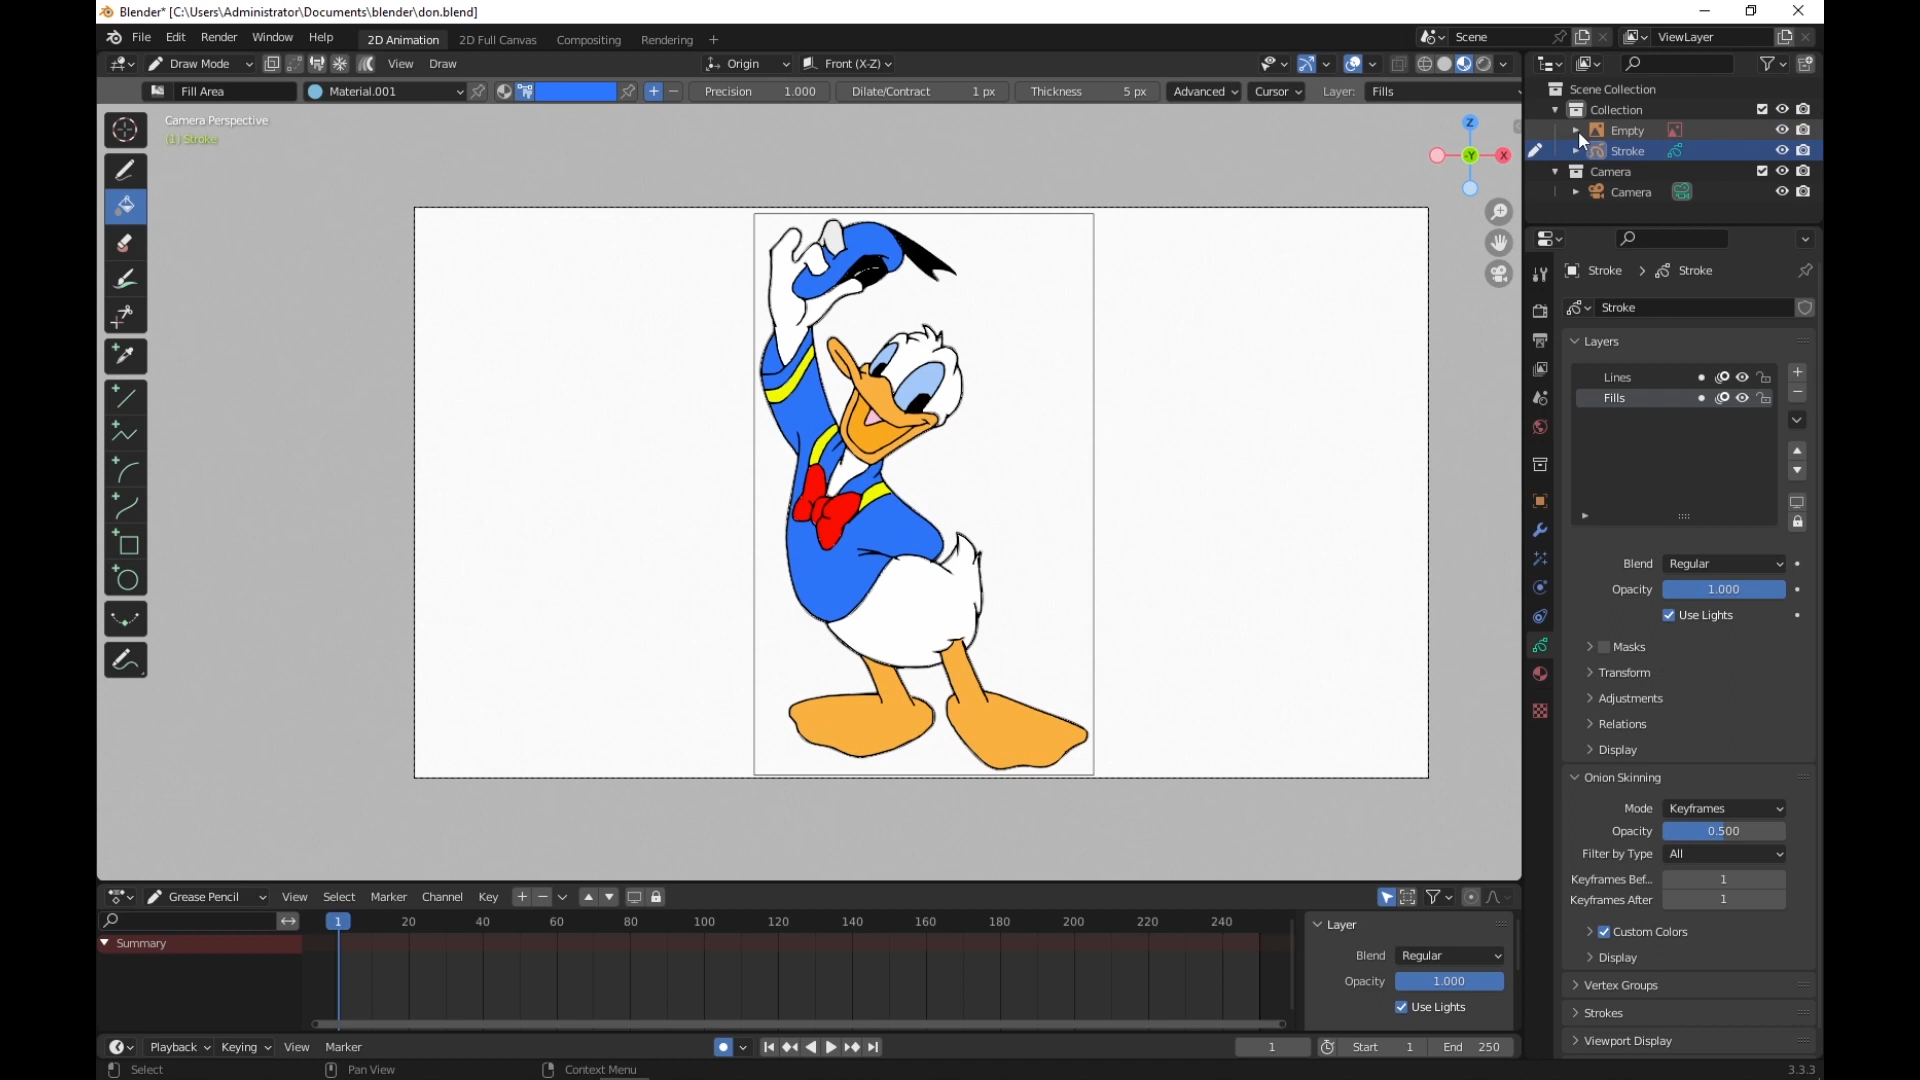 Blender* [C:\Users\Administrator\Documents\blender\don.blend]
File Edit Render Window Help 2D Animation 2D Full Canvas Compositing Rendering + Scene ViewLayer
Draw Mode View Draw Origin Front (X-Z)
Fill Area Material.001 Precision 1.000 Dilate/Contract 1 px Thickness 5 px Advanced Cursor Layer: Fills
Camera Perspective
(1) Stroke
Z
-Y
X
Scene Collection
Collection
Empty
Stroke
Camera
Camera
Stroke > Stroke
Stroke
Layers
Lines
Fills
Blend Regular
Opacity 1.000
Use Lights
Masks
Transform
Adjustments
Relations
Display
Onion Skinning
Mode Keyframes
Opacity 0.500
Filter by Type All
Keyframes Bef... 1
Keyframes After 1
Custom Colors
Display
Vertex Groups
Strokes
Viewport Display
Grease Pencil View Select Marker Channel Key
1 20 40 60 80 100 120 140 160 180 200 220 240
Summary
Layer
Blend Regular
Opacity 1.000
Use Lights
Playback Keying View Marker 1 Start 1 End 250
Select Pan View Context Menu 3.3.3